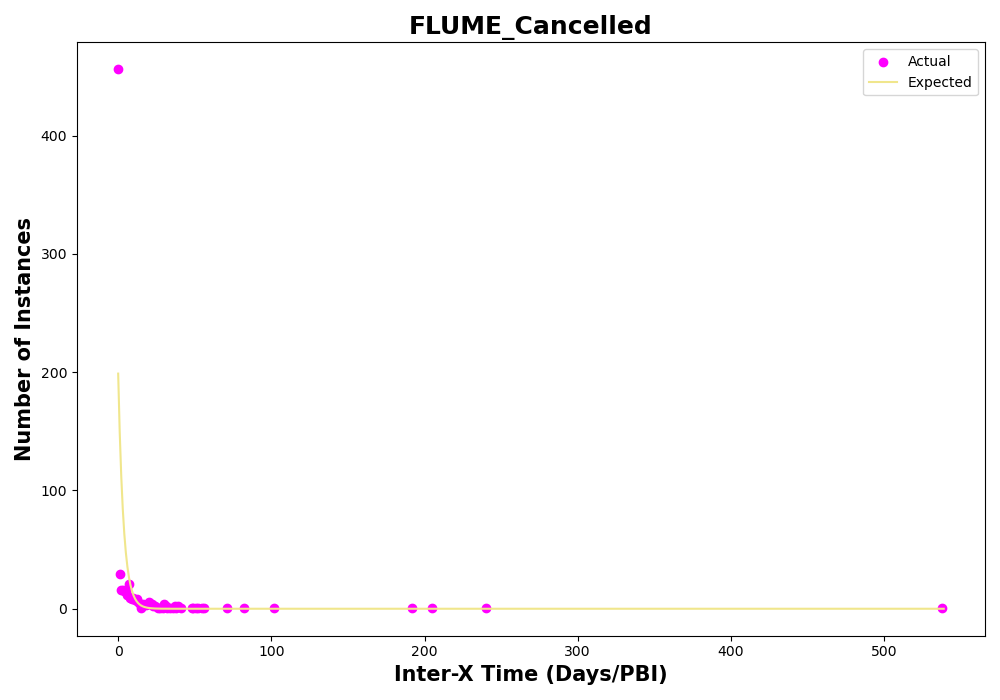 FLUME_Cancelled
Actual
Expected
Number of Instances
400
300
200
100
0
0 100 200 300 400 500
Inter-X Time (Days/PBI)